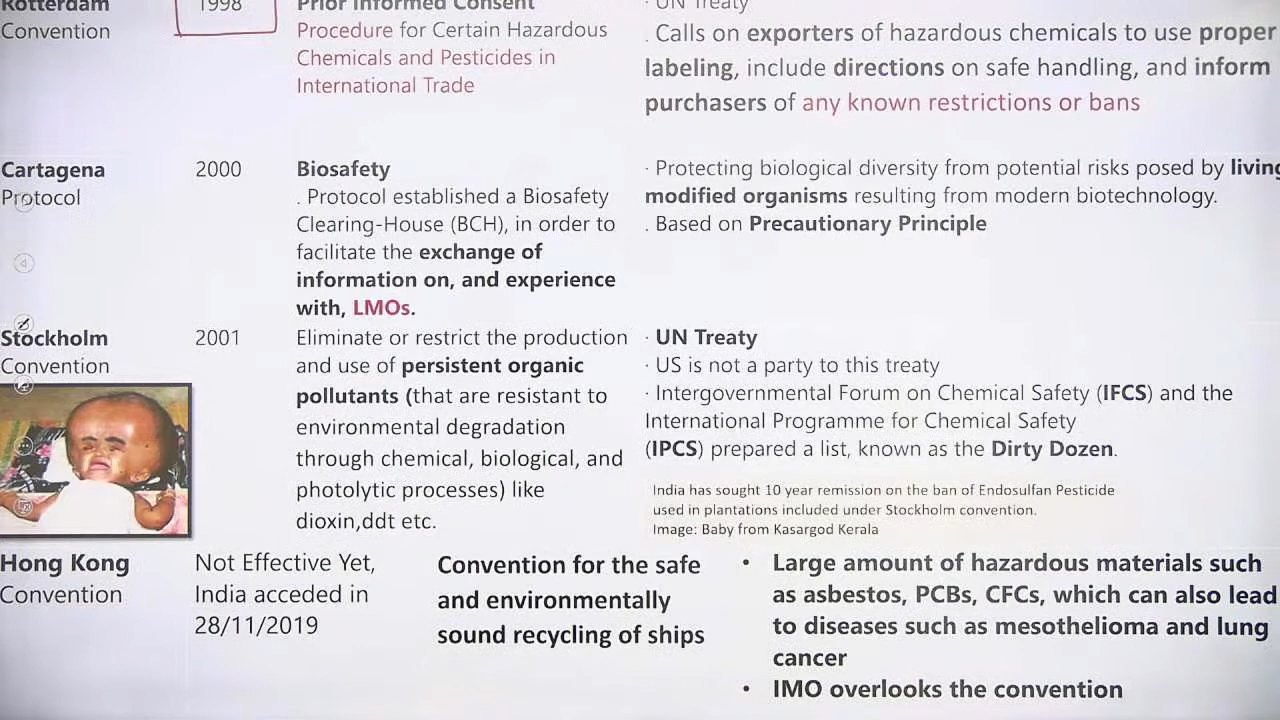 Rotterdam
Convention
1998
Prior Informed Consent
Procedure for Certain Hazardous
Chemicals and Pesticides in
International Trade
· UN Treaty
. Calls on exporters of hazardous chemicals to use proper
labeling, include directions on safe handling, and inform
purchasers of any known restrictions or bans
Cartagena
Protocol
2000
Biosafety
. Protocol established a Biosafety
Clearing-House (BCH), in order to
facilitate the exchange of
information on, and experience
with, LMOs.
· Protecting biological diversity from potential risks posed by living
modified organisms resulting from modern biotechnology.
. Based on Precautionary Principle
Stockholm
Convention
2001
Eliminate or restrict the production
and use of persistent organic
pollutants (that are resistant to
environmental degradation
through chemical, biological, and
photolytic processes) like
dioxin,ddt etc.
· UN Treaty
· US is not a party to this treaty
· Intergovernmental Forum on Chemical Safety (IFCS) and the
International Programme for Chemical Safety
(IPCS) prepared a list, known as the Dirty Dozen.
India has sought 10 year remission on the ban of Endosulfan Pesticide
used in plantations included under Stockholm convention.
Image: Baby from Kasargod Kerala
Hong Kong
Convention
Not Effective Yet,
India acceded in
28/11/2019
Convention for the safe
and environmentally
sound recycling of ships
• Large amount of hazardous materials such
as asbestos, PCBs, CFCs, which can also lead
to diseases such as mesothelioma and lung
cancer
• IMO overlooks the convention